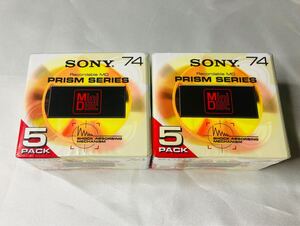 SONY 74
Recordable MD
PRISM SERIES
Mini
Disc
5
PACK
SHOCK ABSORBING
MECHANISM
SONY 74
Recordable MD
PRISM SERIES
Mini
Disc
5
PACK
SHOCK ABSORBING
MECHANISM